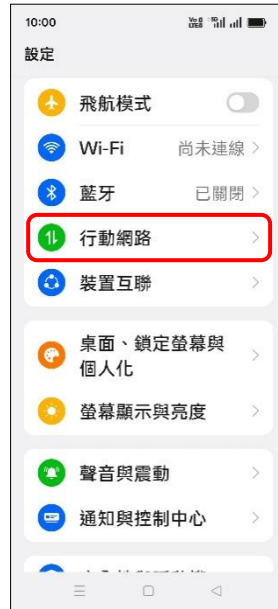 10:00
設定
飛航模式
Wi-Fi 尚未連線
藍牙 已關閉
行動網路
裝置互聯
桌面、鎖定螢幕與
個人化
螢幕顯示與亮度
聲音與震動
通知與控制中心